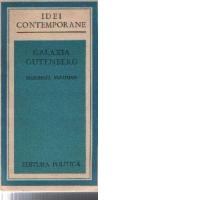 IDEI
CONTEMPORANE
GALAXIA
GUTENBERG
EDITURA POLITICĂ